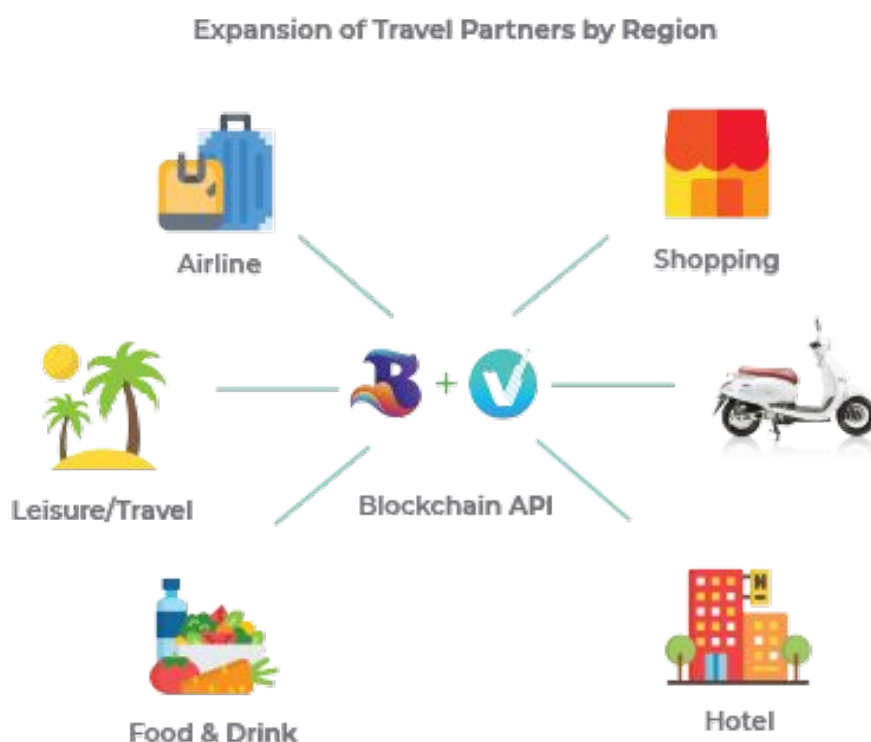 Expansion of Travel Partners by Region
Airline
Shopping
B + V
Leisure/Travel
Blockchain API
H
Food & Drink
Hotel